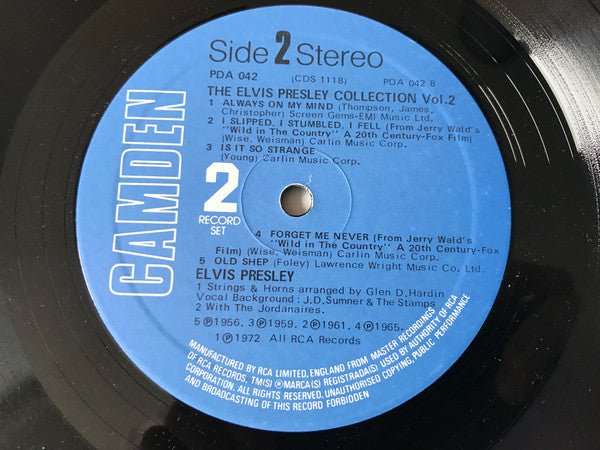 Side 2 Stereo
PDA 042 (CDS 1118) PDA 042 B
THE ELVIS PRESLEY COLLECTION Vol.2
1 ALWAYS ON MY MIND (Thompson, James,
Christopher) Screen Gems-EMI Music Ltd.
2 I SLIPPED, I STUMBLED, I FELL (From Jerry Wald's
"Wild in The Country" A 20th Century-Fox Film)
(Wise, Weisman) Carlin Music Corp.
3 IS IT SO STRANGE
(Young) Carlin Music Corp.
CAMDEN
2
RECORD
SET
4 FORGET ME NEVER (From Jerry Wald's
"Wild in the Country" A 20th Century-Fox
Film) (Wise, Weisman) Carlin Music Corp.
5 OLD SHEP (Foley) Lawrence Wright Music Co. Ltd.
ELVIS PRESLEY
1 Strings & Horns arranged by Glen D. Hardin
Vocal Background : J.D. Sumner & The Stamps
2 With The Jordanaires.
5 ℗1956. 3 ℗1959. 2 ℗1961. 4 ℗1965.
1 ℗1972 All RCA Records
MANUFACTURED BY RCA LIMITED, ENGLAND FROM MASTER RECORDINGS
OF RCA RECORDS, TM(S) ® MARCA(S) REGISTRADA(S) USED BY AUTHORITY OF RCA
CORPORATION. ALL RIGHTS RESERVED. UNAUTHORISED COPYING, PUBLIC PERFORMANCE
AND BROADCASTING OF THIS RECORD FORBIDDEN